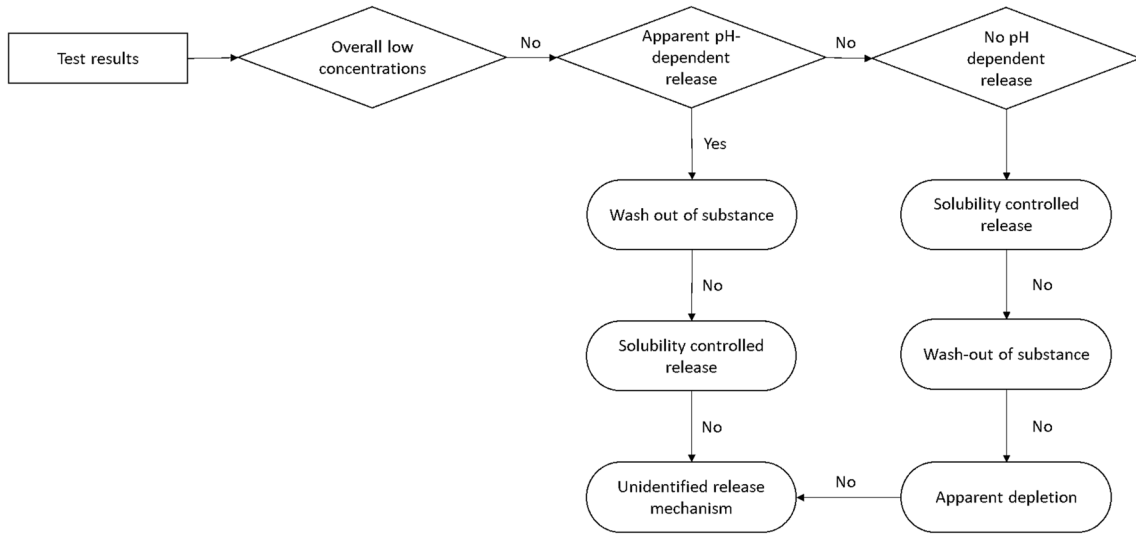 Test results
Overall low
concentrations
No
Apparent pH-
dependent
release
No
No pH
dependent
release
Yes
Wash out of substance
Solubility controlled
release
No
No
Solubility controlled
release
Wash-out of substance
No
No
Unidentified release
mechanism
No
Apparent depletion